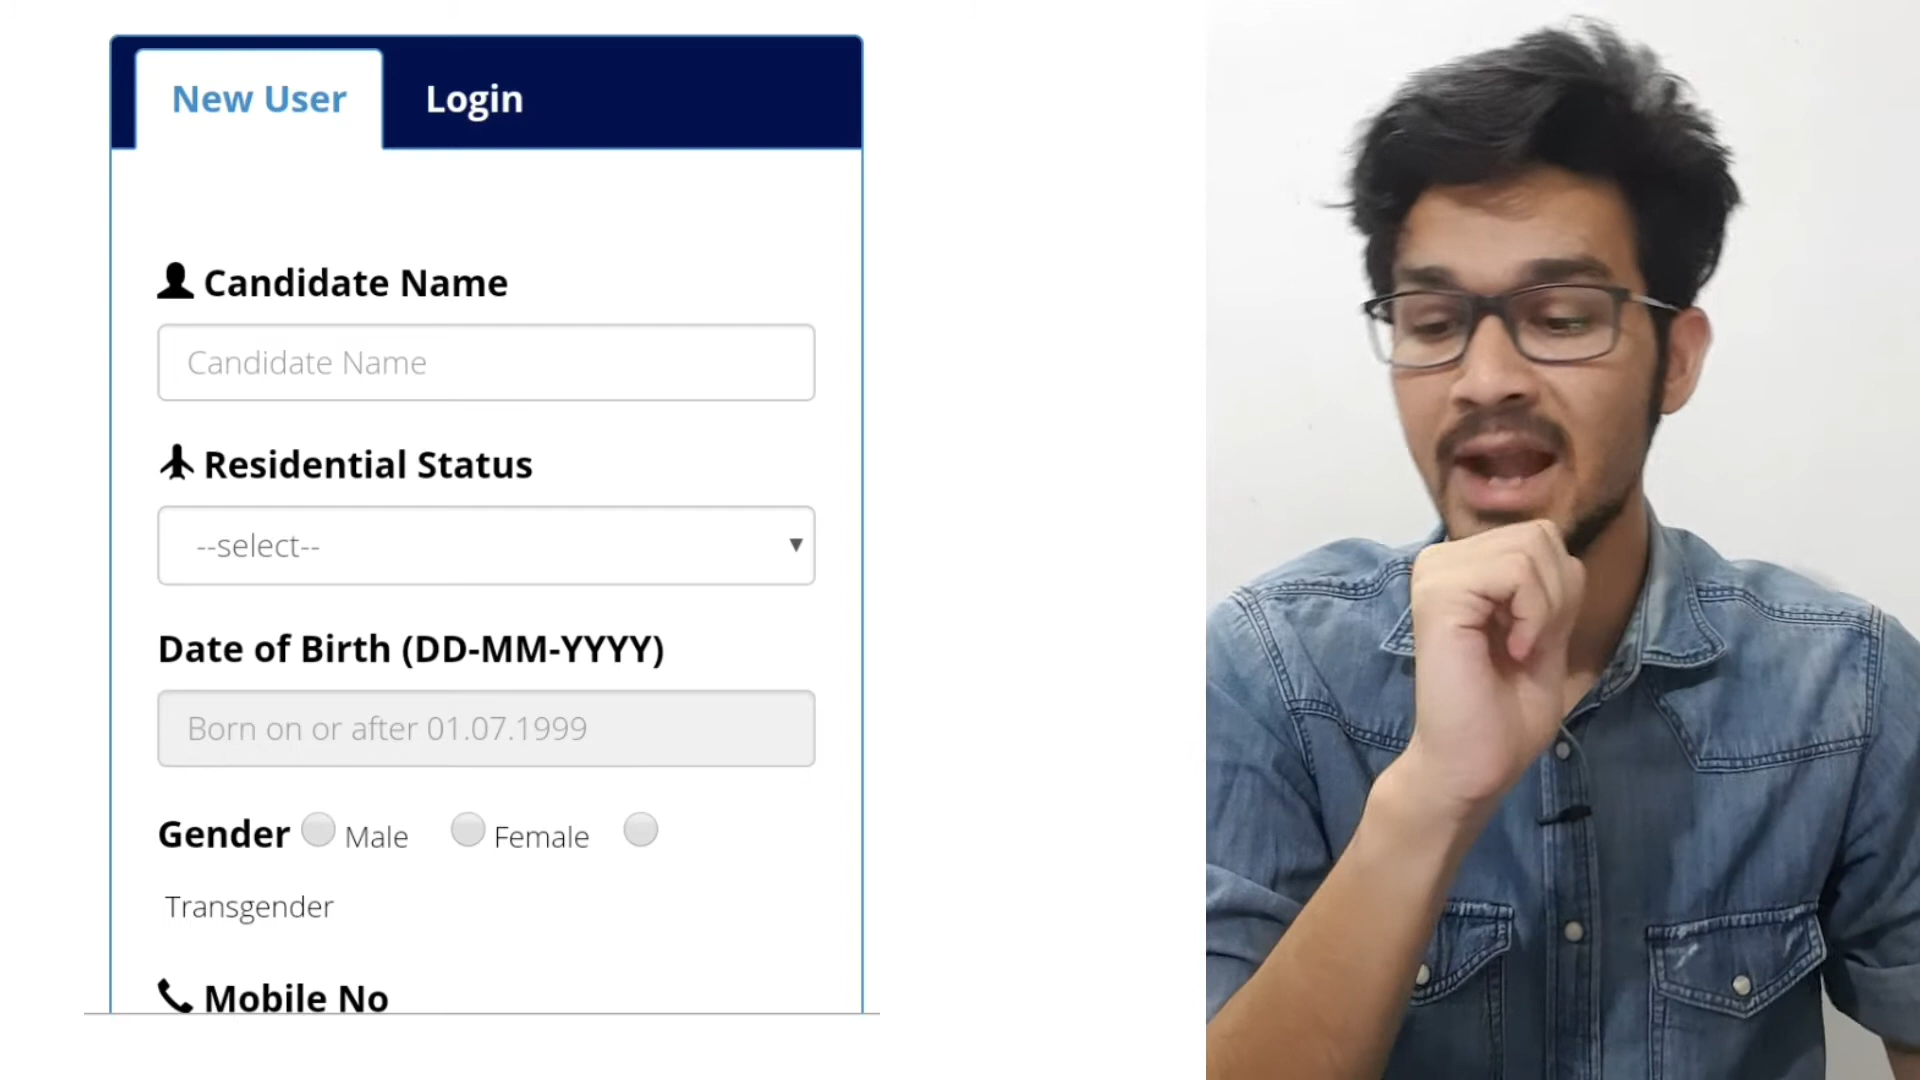 New User Login
Candidate Name
Candidate Name
Residential Status
--select--
Date of Birth (DD-MM-YYYY)
Born on or after 01.07.1999
Gender Male Female
Transgender
Mobile No